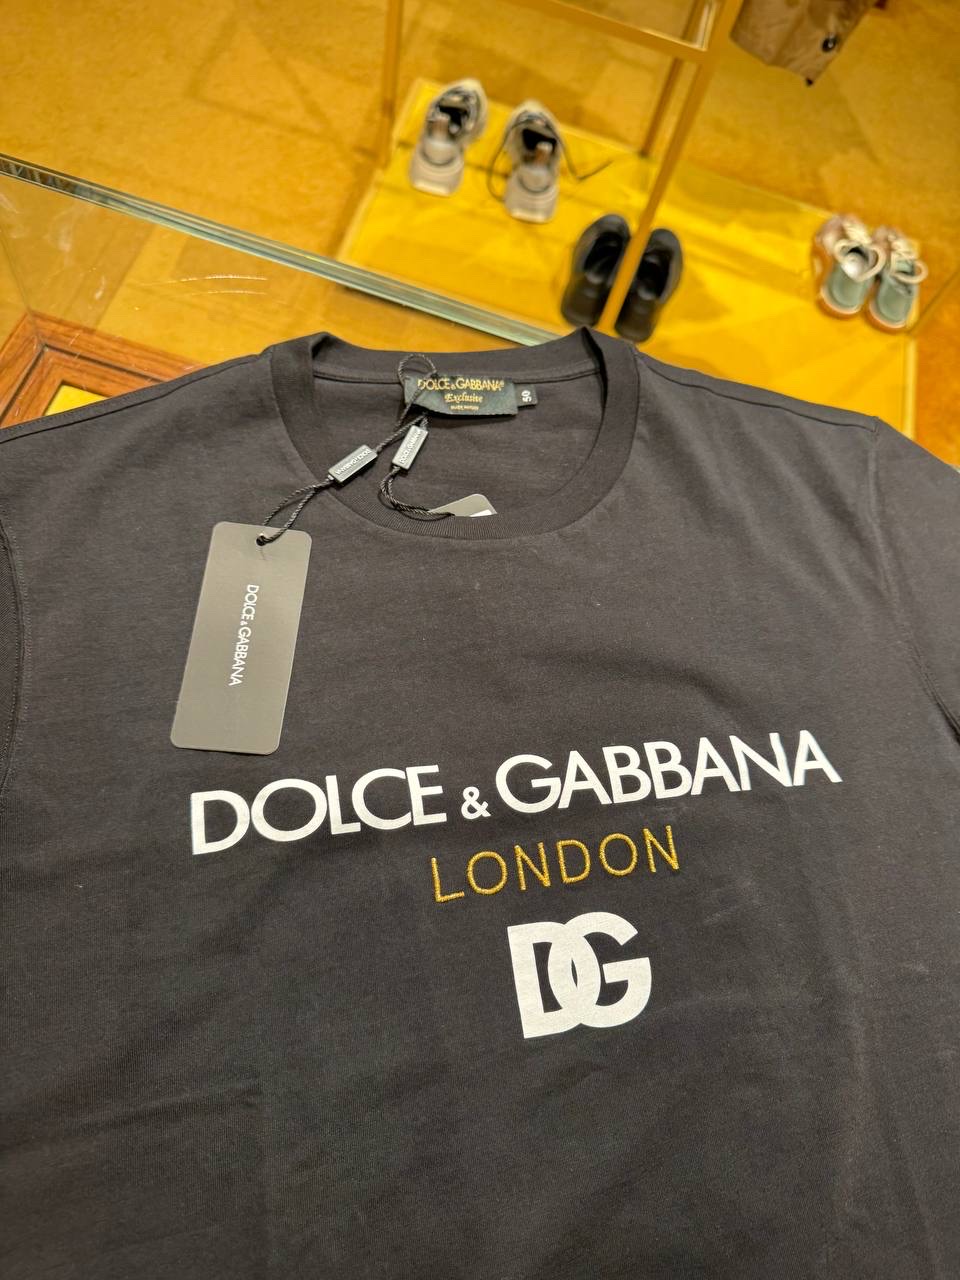 DOLCE & GABBANA
Exclusive
50
DOLCE & GABBANA
DOLCE & GABBANA
LONDON
DG